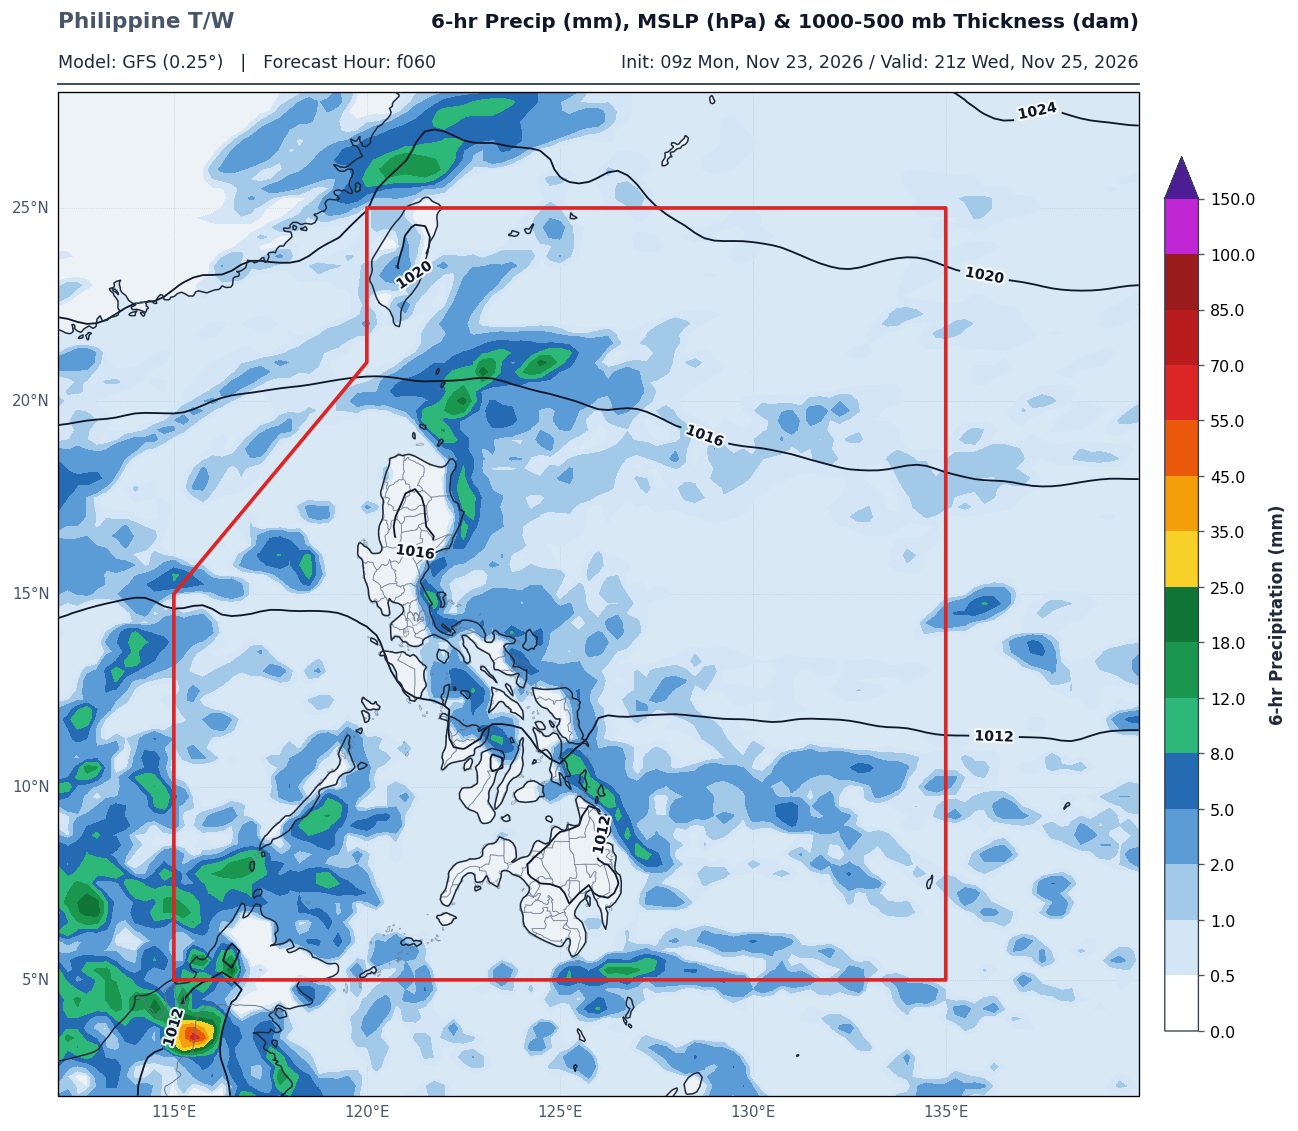 Philippine T/W
6-hr Precip (mm), MSLP (hPa) & 1000-500 mb Thickness (dam)
Model: GFS (0.25°) | Forecast Hour: f060
Init: 09z Mon, Nov 23, 2026 / Valid: 21z Wed, Nov 25, 2026
1024
1020
1020
1016
1016
1012
1012
1012
25°N
20°N
15°N
10°N
5°N
115°E
120°E
125°E
130°E
135°E
150.0
100.0
85.0
70.0
55.0
45.0
35.0
25.0
18.0
12.0
8.0
5.0
2.0
1.0
0.5
0.0
6-hr Precipitation (mm)